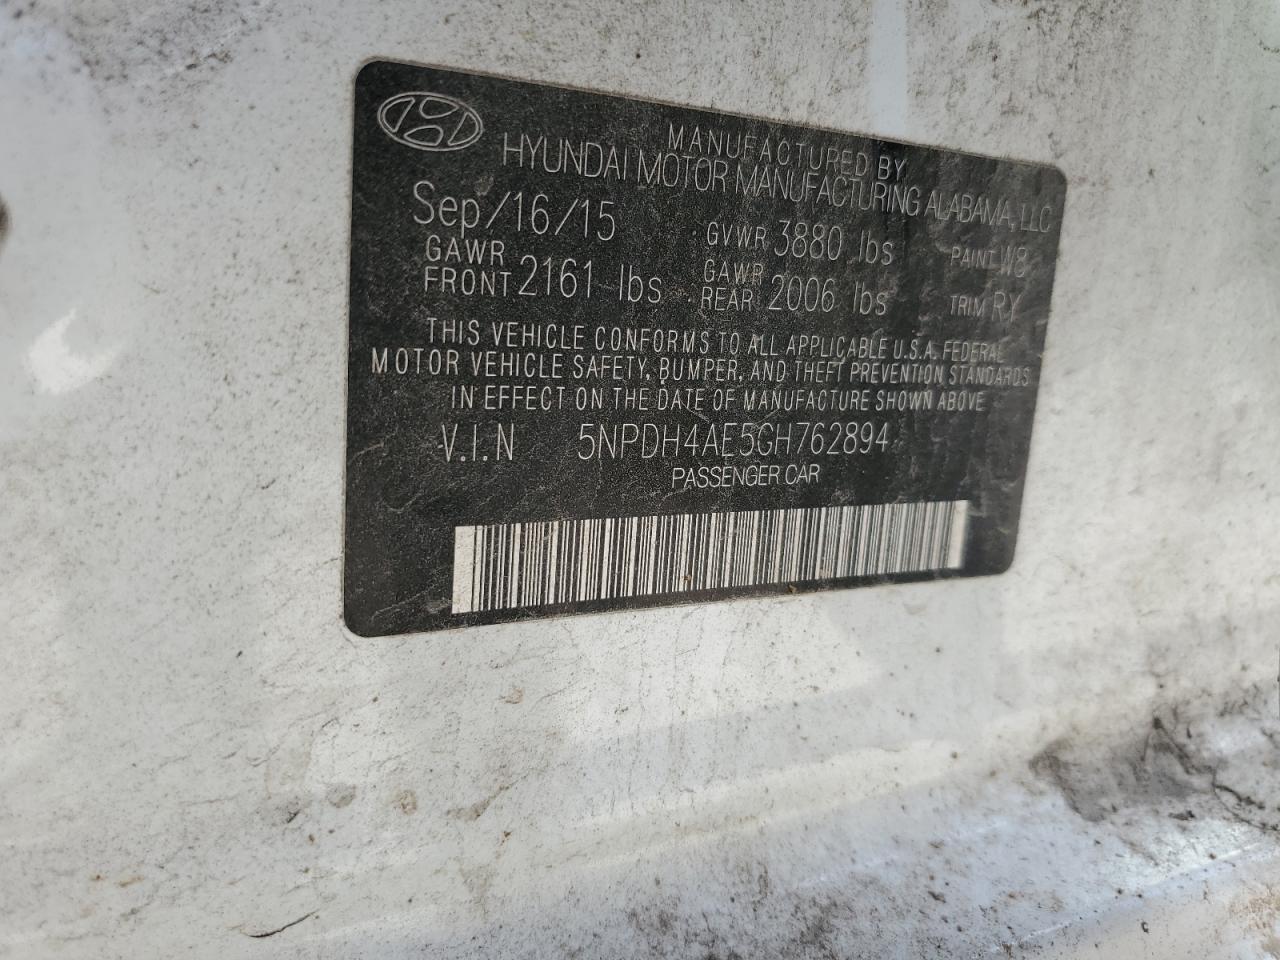 MANUFACTURED BY
HYUNDAI MOTOR MANUFACTURING ALABAMA, LLC
Sep/16/15 GVWR 3880 lbs PAINT W8
GAWR FRONT 2161 lbs GAWR REAR 2006 lbs TRIM RY
THIS VEHICLE CONFORMS TO ALL APPLICABLE U.S.A. FEDERAL
MOTOR VEHICLE SAFETY, BUMPER, AND THEFT PREVENTION STANDARDS
IN EFFECT ON THE DATE OF MANUFACTURE SHOWN ABOVE
V.I.N 5NPDH4AE5GH762894
PASSENGER CAR